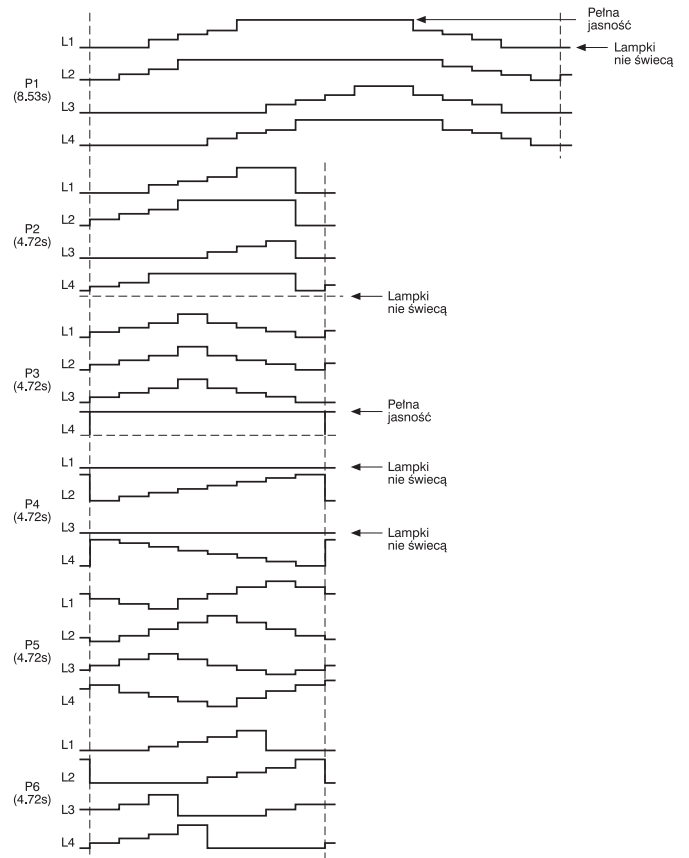 Pełna
jasność
L1
Lampki
nie świecą
L2
P1
(8.53s)
L3
L4
L1
L2
P2
(4.72s)
L3
L4
Lampki
nie świecą
L1
L2
P3
(4.72s)
L3
Pełna
jasność
L4
L1
Lampki
nie świecą
L2
P4
(4.72s)
L3
Lampki
nie świecą
L4
L1
L2
P5
(4.72s)
L3
L4
L1
L2
P6
(4.72s)
L3
L4